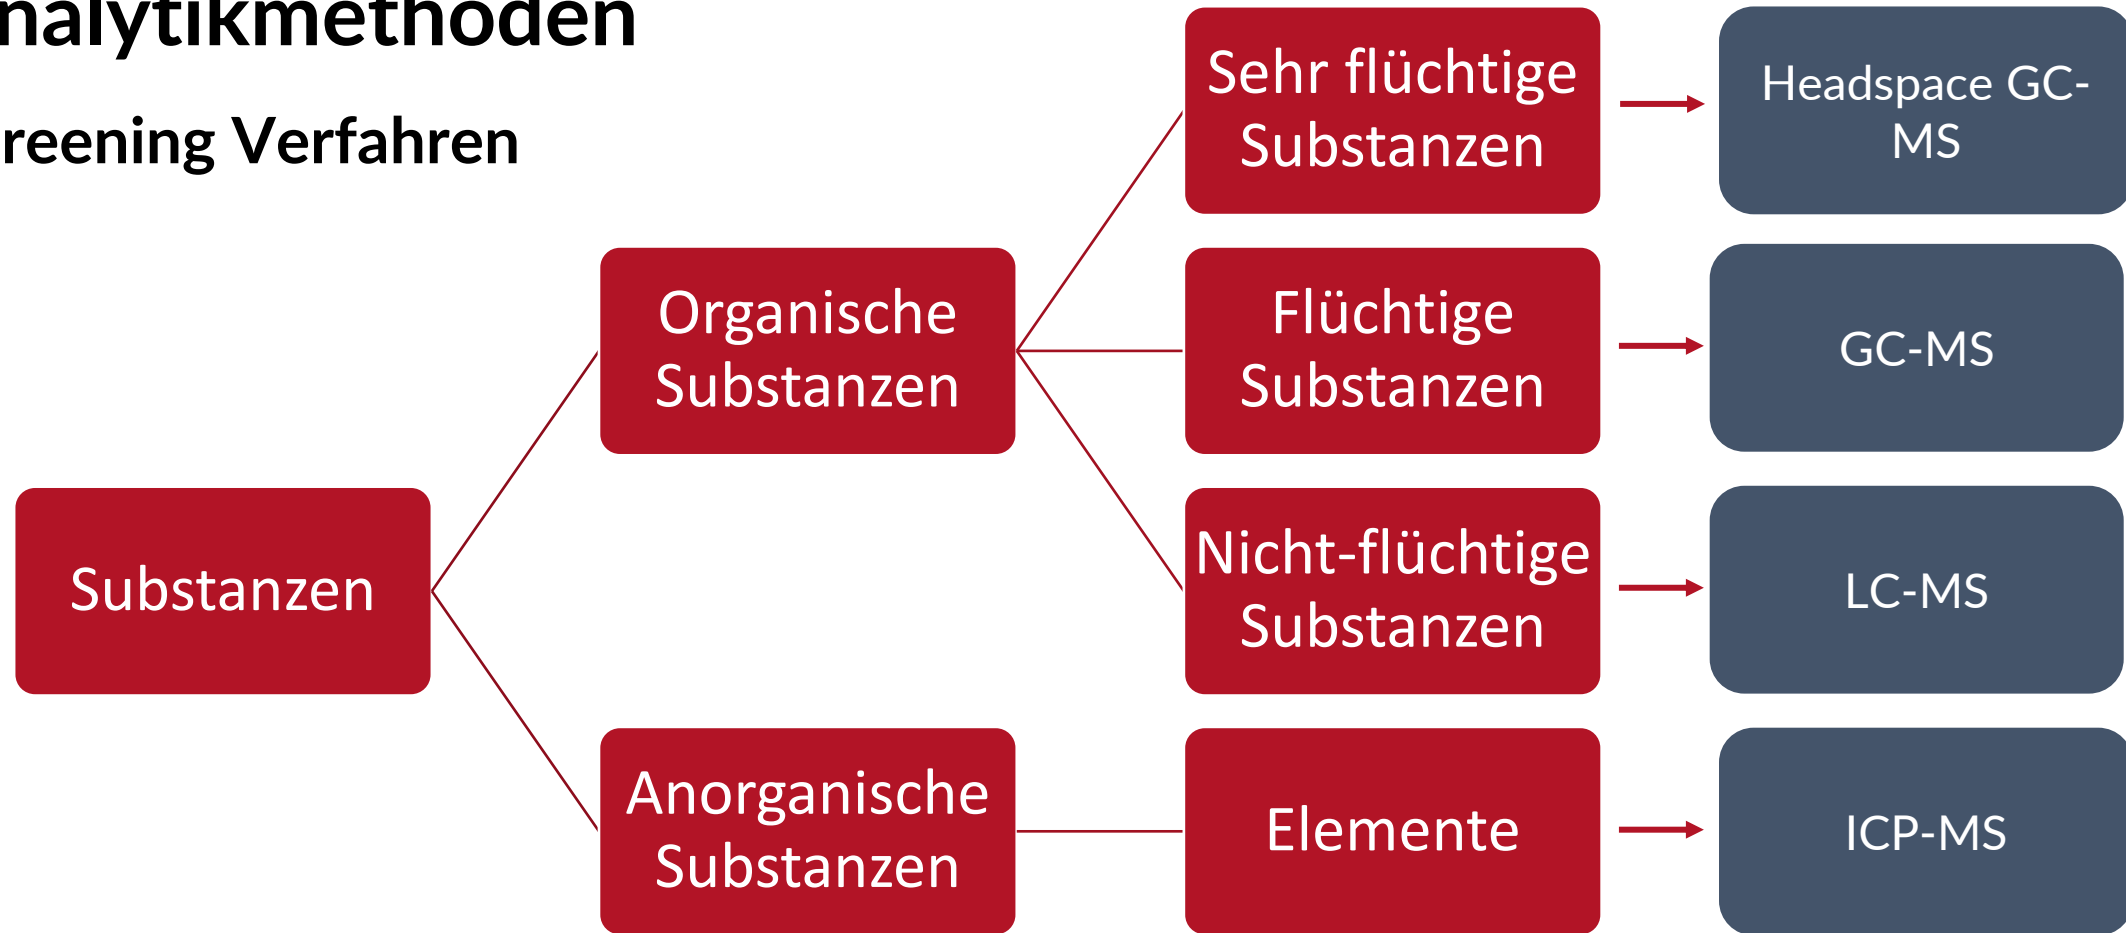 nalytikmethoden
reening Verfahren
Sehr flüchtige
Substanzen
Headspace GC-
MS
Organische
Substanzen
Flüchtige
Substanzen
GC-MS
Substanzen
Nicht-flüchtige
Substanzen
LC-MS
Anorganische
Substanzen
Elemente
ICP-MS